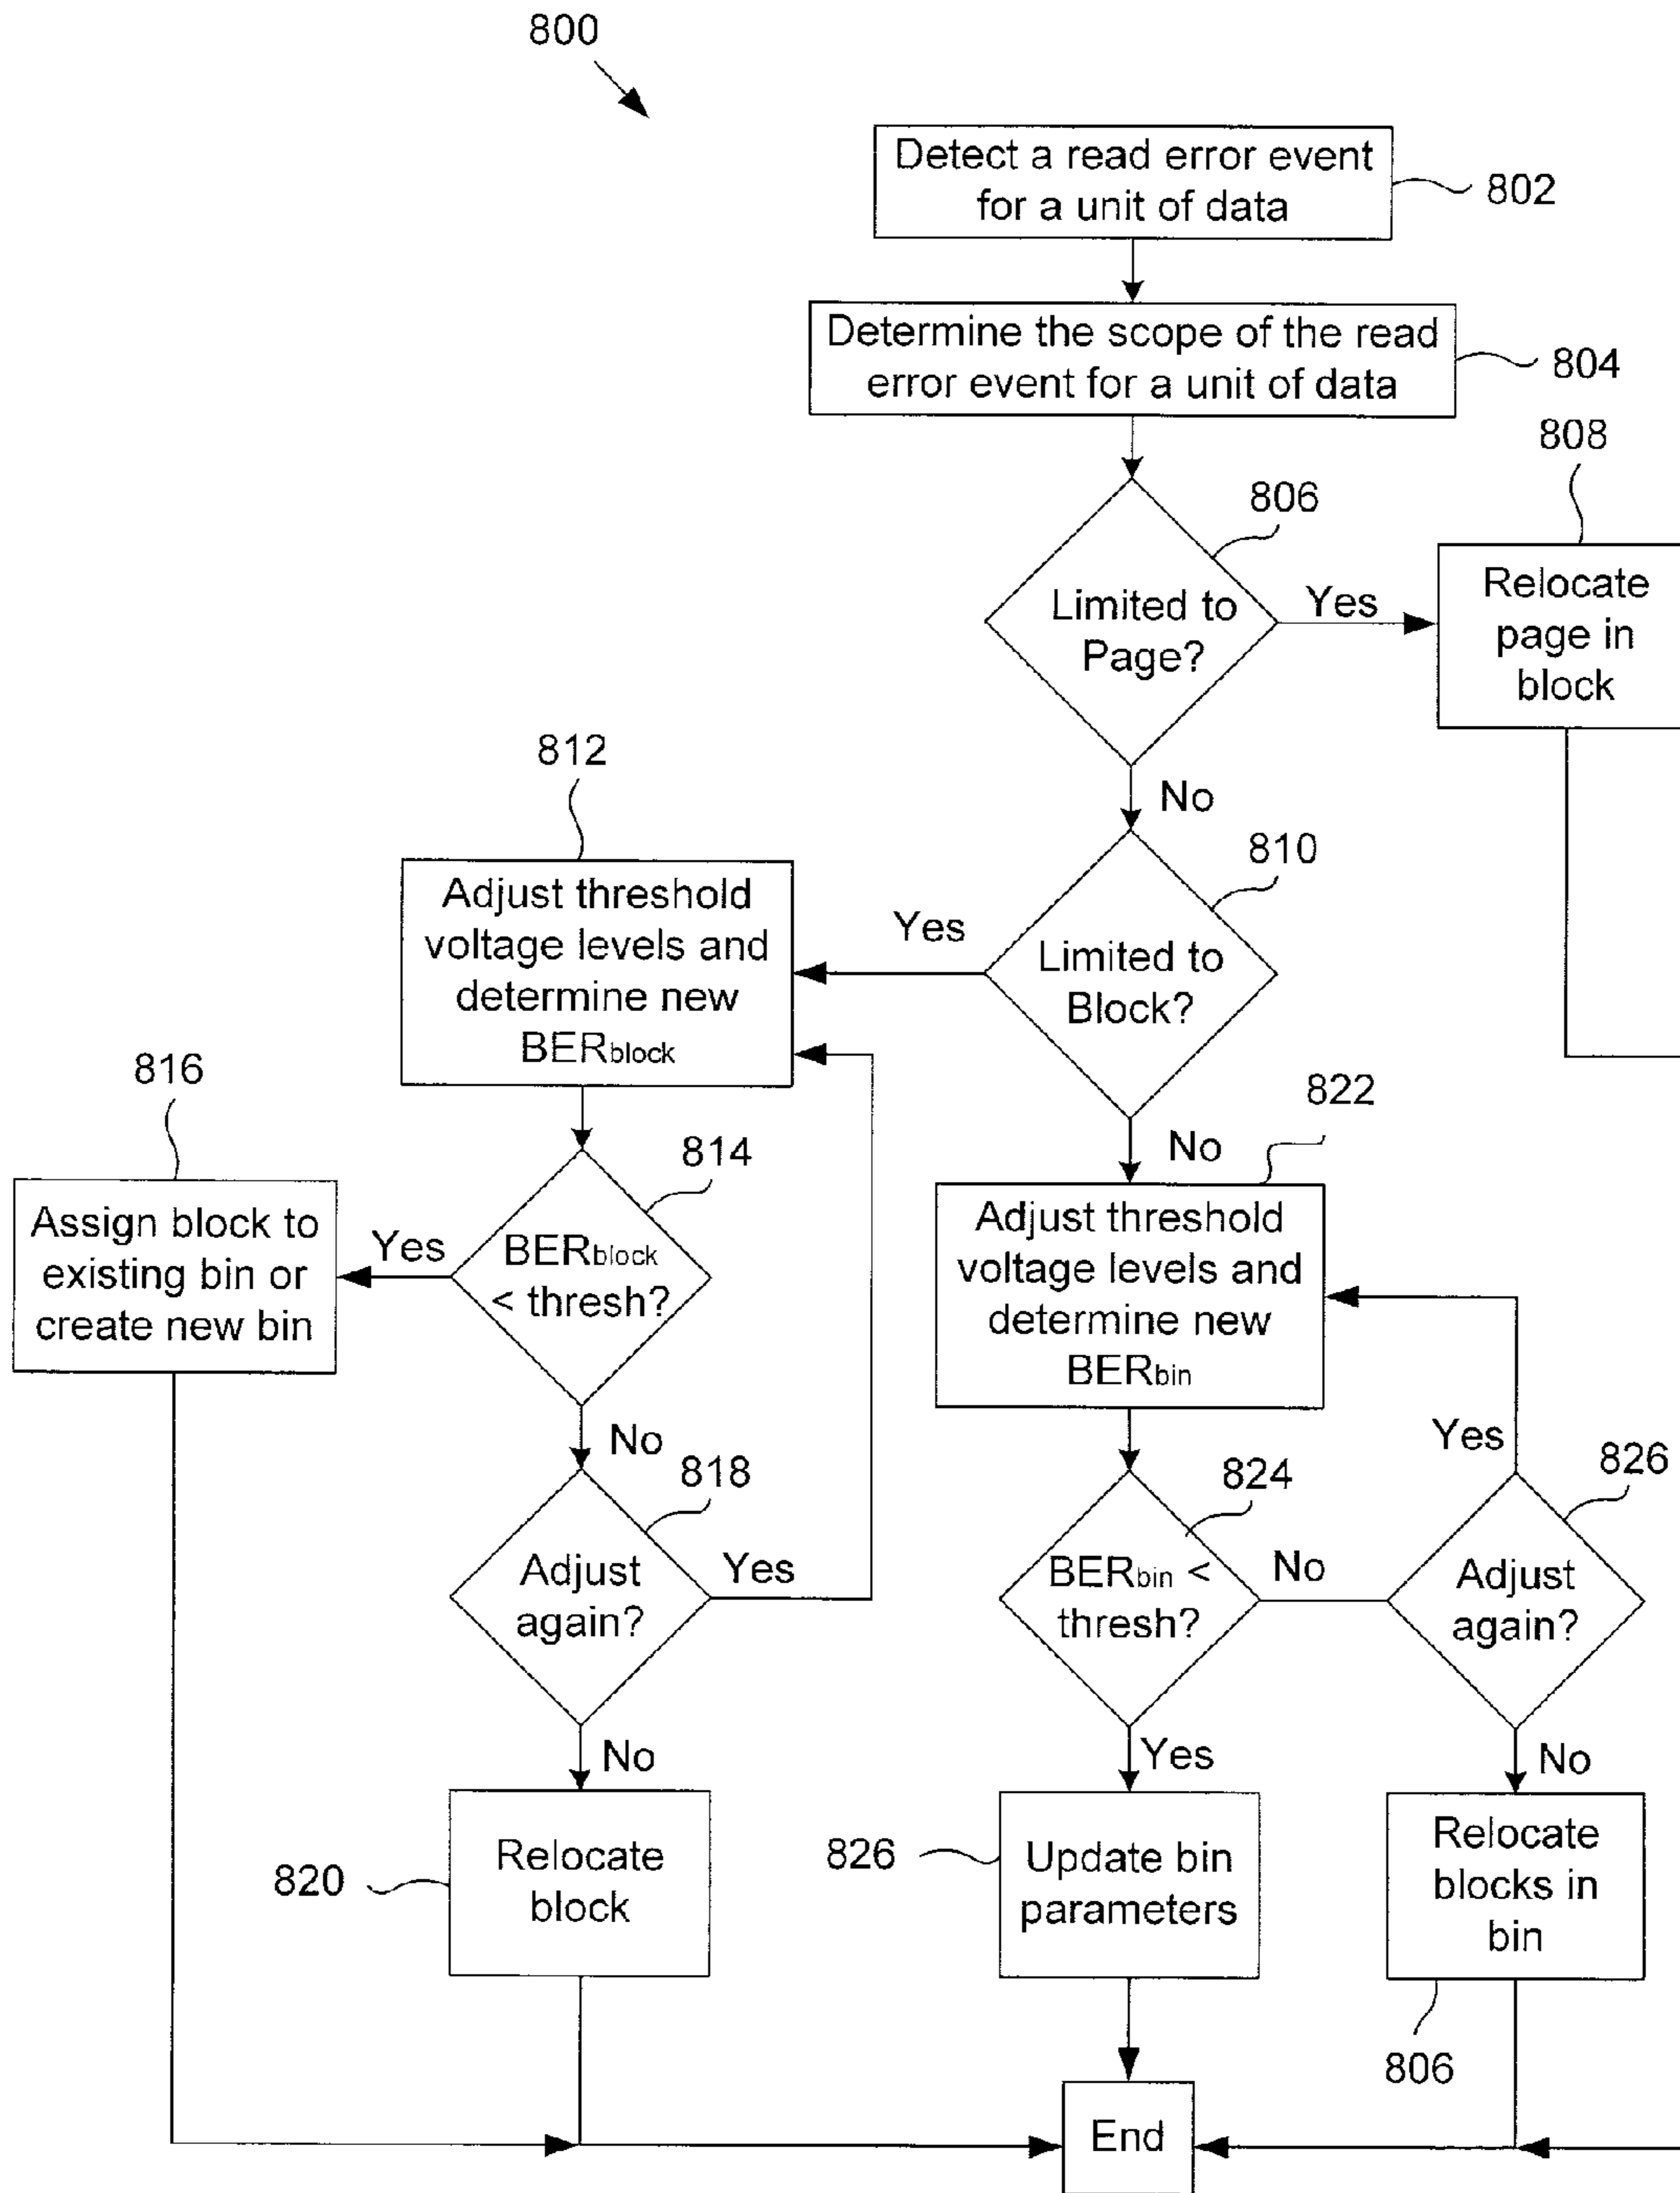 800
Detect a read error event
for a unit of data
802
Determine the scope of the read
error event for a unit of data
804
806
808
Limited to
Page?
Yes
Relocate
page in
block
No
810
812
Adjust threshold
voltage levels and
determine new
BERblock
Yes
Limited to
Block?
816
814
822
No
Assign block to
existing bin or
create new bin
Yes
BERblock
< thresh?
Adjust threshold
voltage levels and
determine new
BERbin
No
818
Yes
824
826
Adjust
again?
Yes
BERbin <
thresh?
No
Adjust
again?
No
Yes
No
820
Relocate
block
826
Update bin
parameters
Relocate
blocks in
bin
806
End